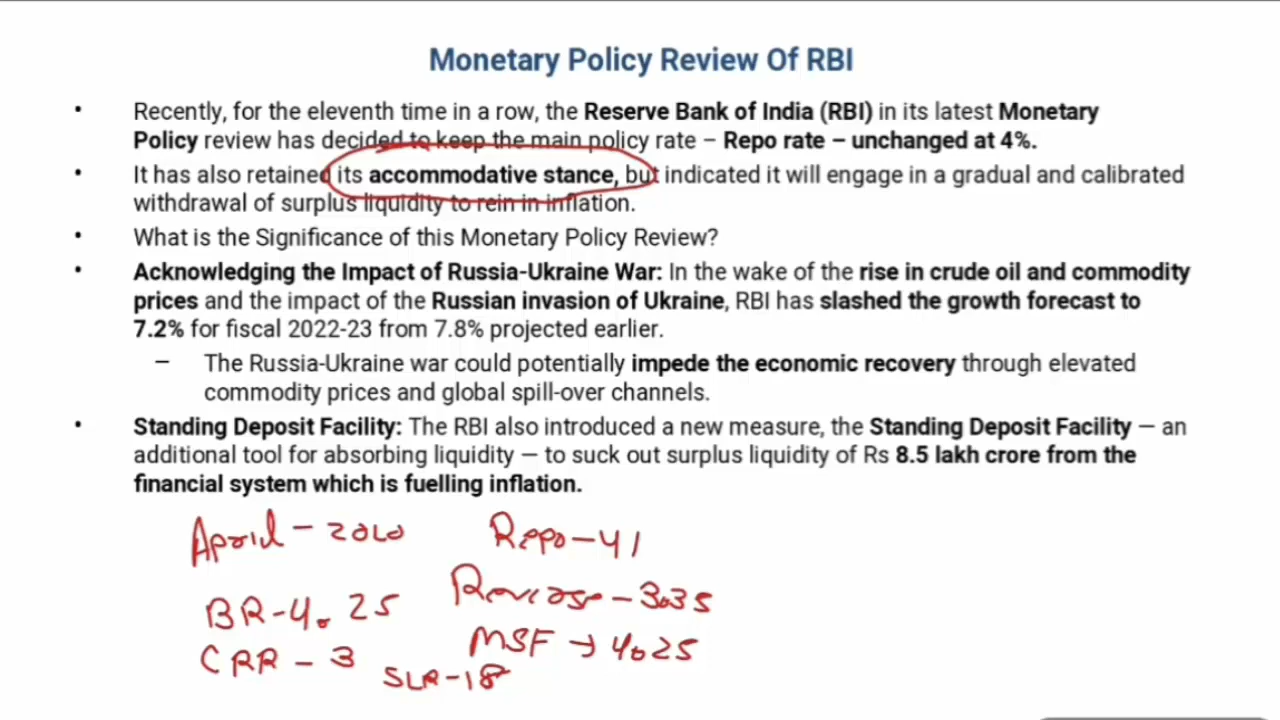 Monetary Policy Review Of RBI
• Recently, for the eleventh time in a row, the Reserve Bank of India (RBI) in its latest Monetary
Policy review has decided to keep the main policy rate – Repo rate – unchanged at 4%.
• It has also retained its accommodative stance, but indicated it will engage in a gradual and calibrated
withdrawal of surplus liquidity to rein in inflation.
• What is the Significance of this Monetary Policy Review?
• Acknowledging the Impact of Russia-Ukraine War: In the wake of the rise in crude oil and commodity
prices and the impact of the Russian invasion of Ukraine, RBI has slashed the growth forecast to
7.2% for fiscal 2022-23 from 7.8% projected earlier.
– The Russia-Ukraine war could potentially impede the economic recovery through elevated
commodity prices and global spill-over channels.
• Standing Deposit Facility: The RBI also introduced a new measure, the Standing Deposit Facility — an
additional tool for absorbing liquidity — to suck out surplus liquidity of Rs 8.5 lakh crore from the
financial system which is fuelling inflation.
April - Repo - 4
BR - 4.25 Reverse - 3.35
CRR - 3 MSF → 4.25
SLR - 18